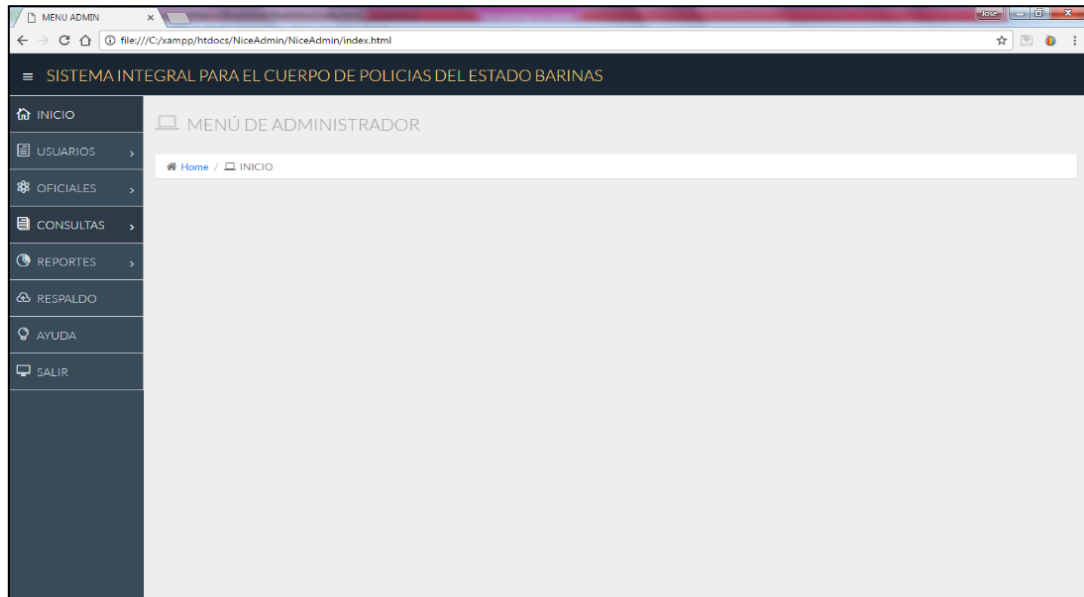 MENU ADMIN
Jose
file:///C:/xampp/htdocs/NiceAdmin/NiceAdmin/index.html
SISTEMA INTEGRAL PARA EL CUERPO DE POLICIAS DEL ESTADO BARINAS
INICIO
MENÚ DE ADMINISTRADOR
USUARIOS
Home / INICIO
OFICIALES
CONSULTAS
REPORTES
RESPALDO
AYUDA
SALIR